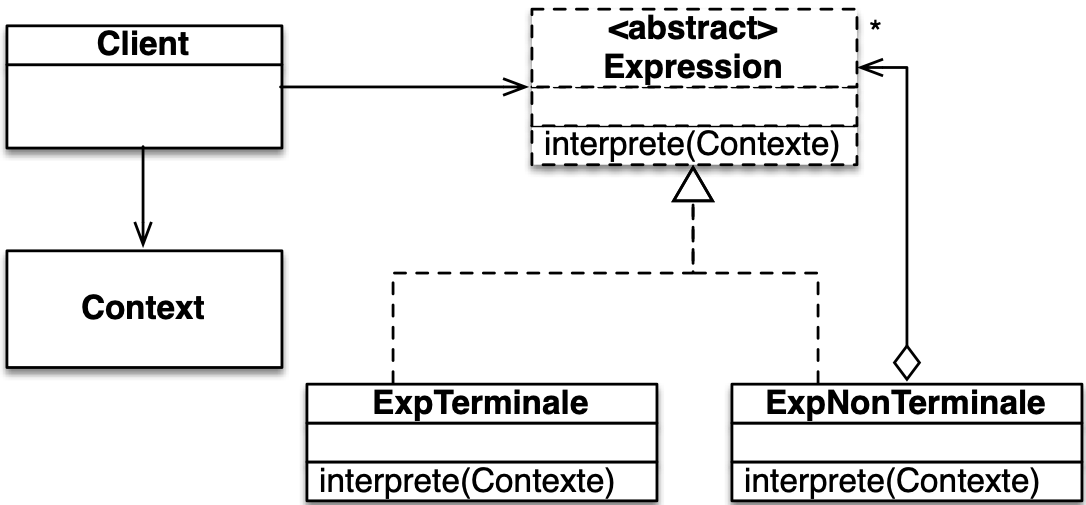 Client
<abstract>
Expression
*
interprete(Contexte)
Context
ExpTerminale
interprete(Contexte)
ExpNonTerminale
interprete(Contexte)